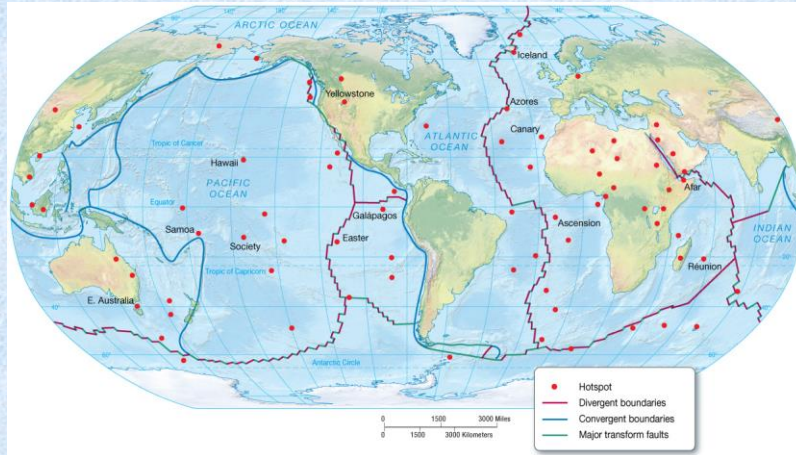 ARCTIC OCEAN
Iceland
Yellowstone
Azores
ATLANTIC
OCEAN
Canary
Tropic of Cancer
Hawaii
PACIFIC
OCEAN
Afar
Equator
Galápagos
Samoa
Society
Easter
Ascension
INDIAN
OCEAN
Réunion
Tropic of Capricorn
E. Australia
Antarctic Circle
Hotspot
Divergent boundaries
Convergent boundaries
Major transform faults
0 1500 3000 Miles
0 1500 3000 Kilometers